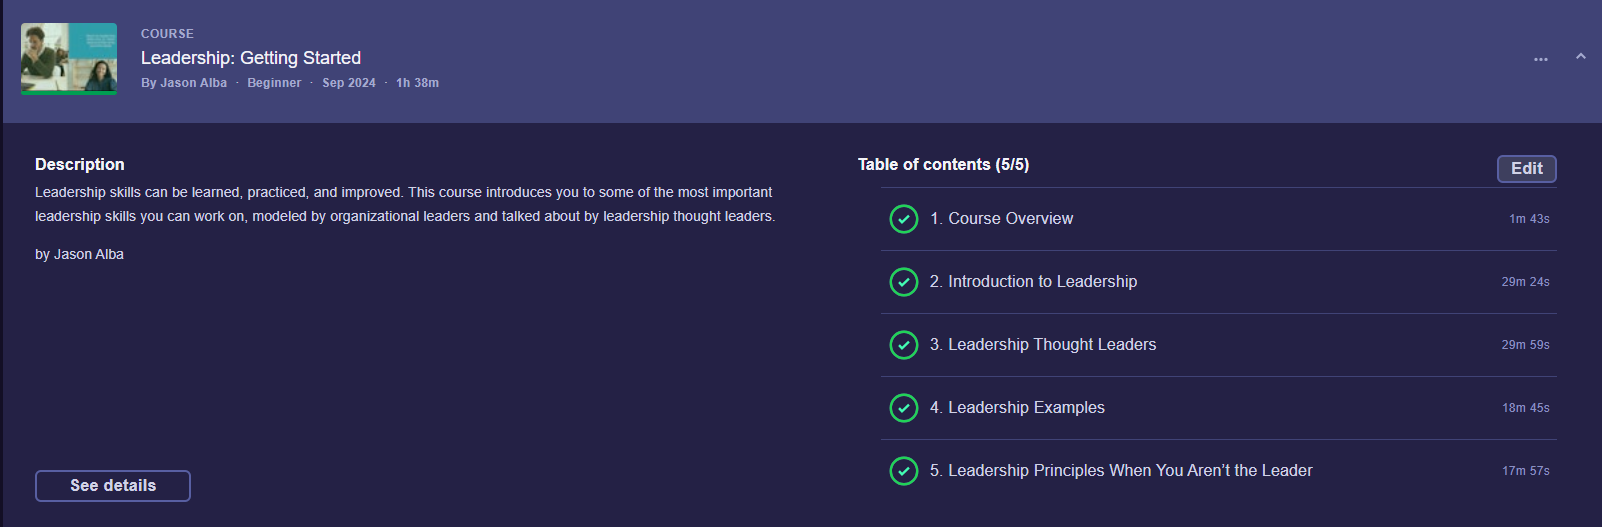 COURSE
Leadership: Getting Started
By Jason Alba · Beginner · Sep 2024 · 1h 38m
Description
Leadership skills can be learned, practiced, and improved. This course introduces you to some of the most important
leadership skills you can work on, modeled by organizational leaders and talked about by leadership thought leaders.
by Jason Alba
See details
Table of contents (5/5)
Edit
1. Course Overview 1m 43s
2. Introduction to Leadership 29m 24s
3. Leadership Thought Leaders 29m 59s
4. Leadership Examples 18m 45s
5. Leadership Principles When You Aren’t the Leader 17m 57s